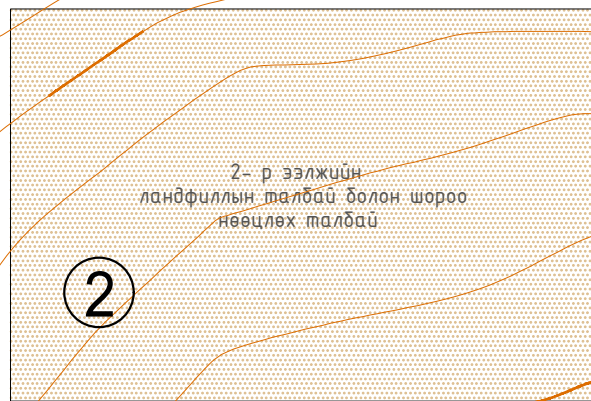 2- р ээлжийн
ландфиллын талбай болон шороо
нөөцлөх талбай
2